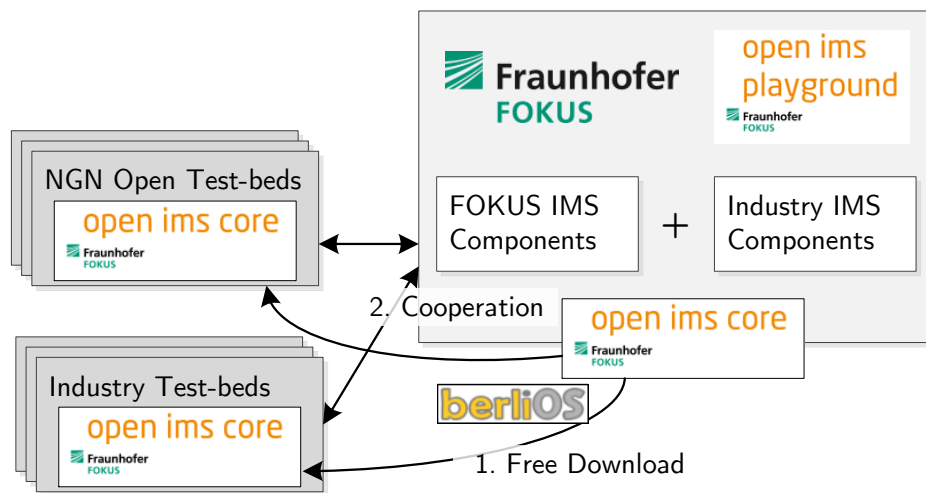 Fraunhofer
FOKUS
open ims
playground
Fraunhofer
FOKUS
NGN Open Test-beds
open ims core
Fraunhofer
FOKUS
FOKUS IMS
Components
+
Industry IMS
Components
2. Cooperation
open ims core
Fraunhofer
FOKUS
Industry Test-beds
open ims core
Fraunhofer
FOKUS
berliOS
1. Free Download